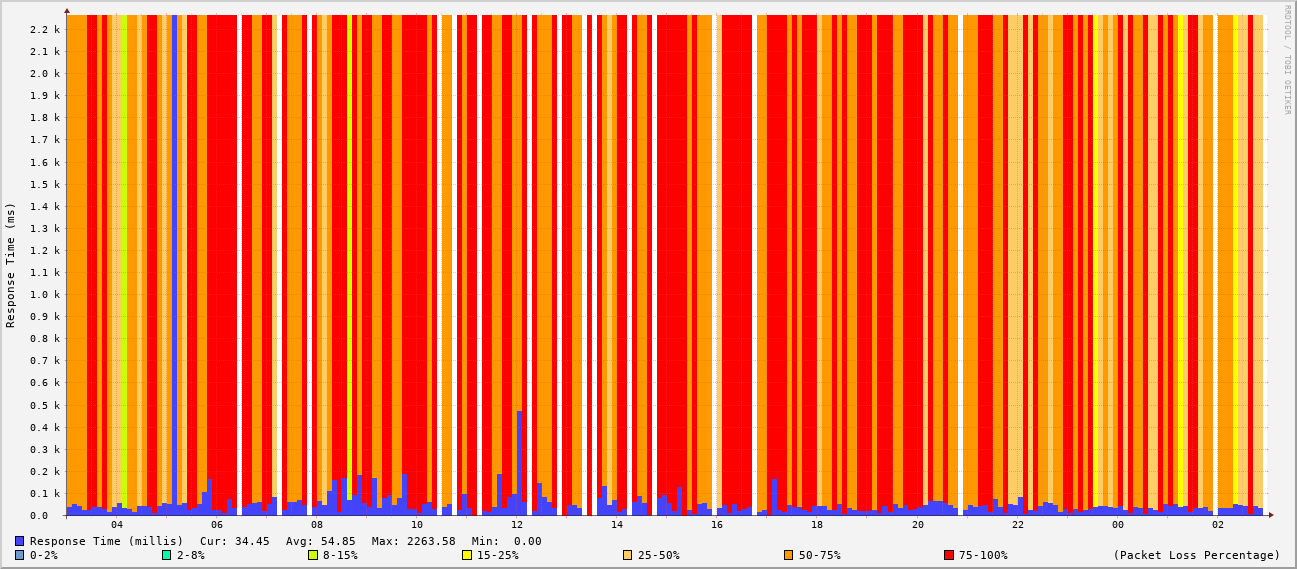 2.2 k
2.1 k
2.0 k
1.9 k
1.8 k
1.7 k
1.6 k
1.5 k
1.4 k
1.3 k
1.2 k
1.1 k
1.0 k
0.9 k
0.8 k
0.7 k
0.6 k
0.5 k
0.4 k
0.3 k
0.2 k
0.1 k
0.0
Response Time (ms)
RRDTOOL / TOBI OETIKER
04 06 08 10 12 14 16 18 20 22 00 02
Response Time (millis) Cur: 34.45 Avg: 54.85 Max: 2263.58 Min: 0.00
0-2% 2-8% 8-15% 15-25% 25-50% 50-75% 75-100% (Packet Loss Percentage)